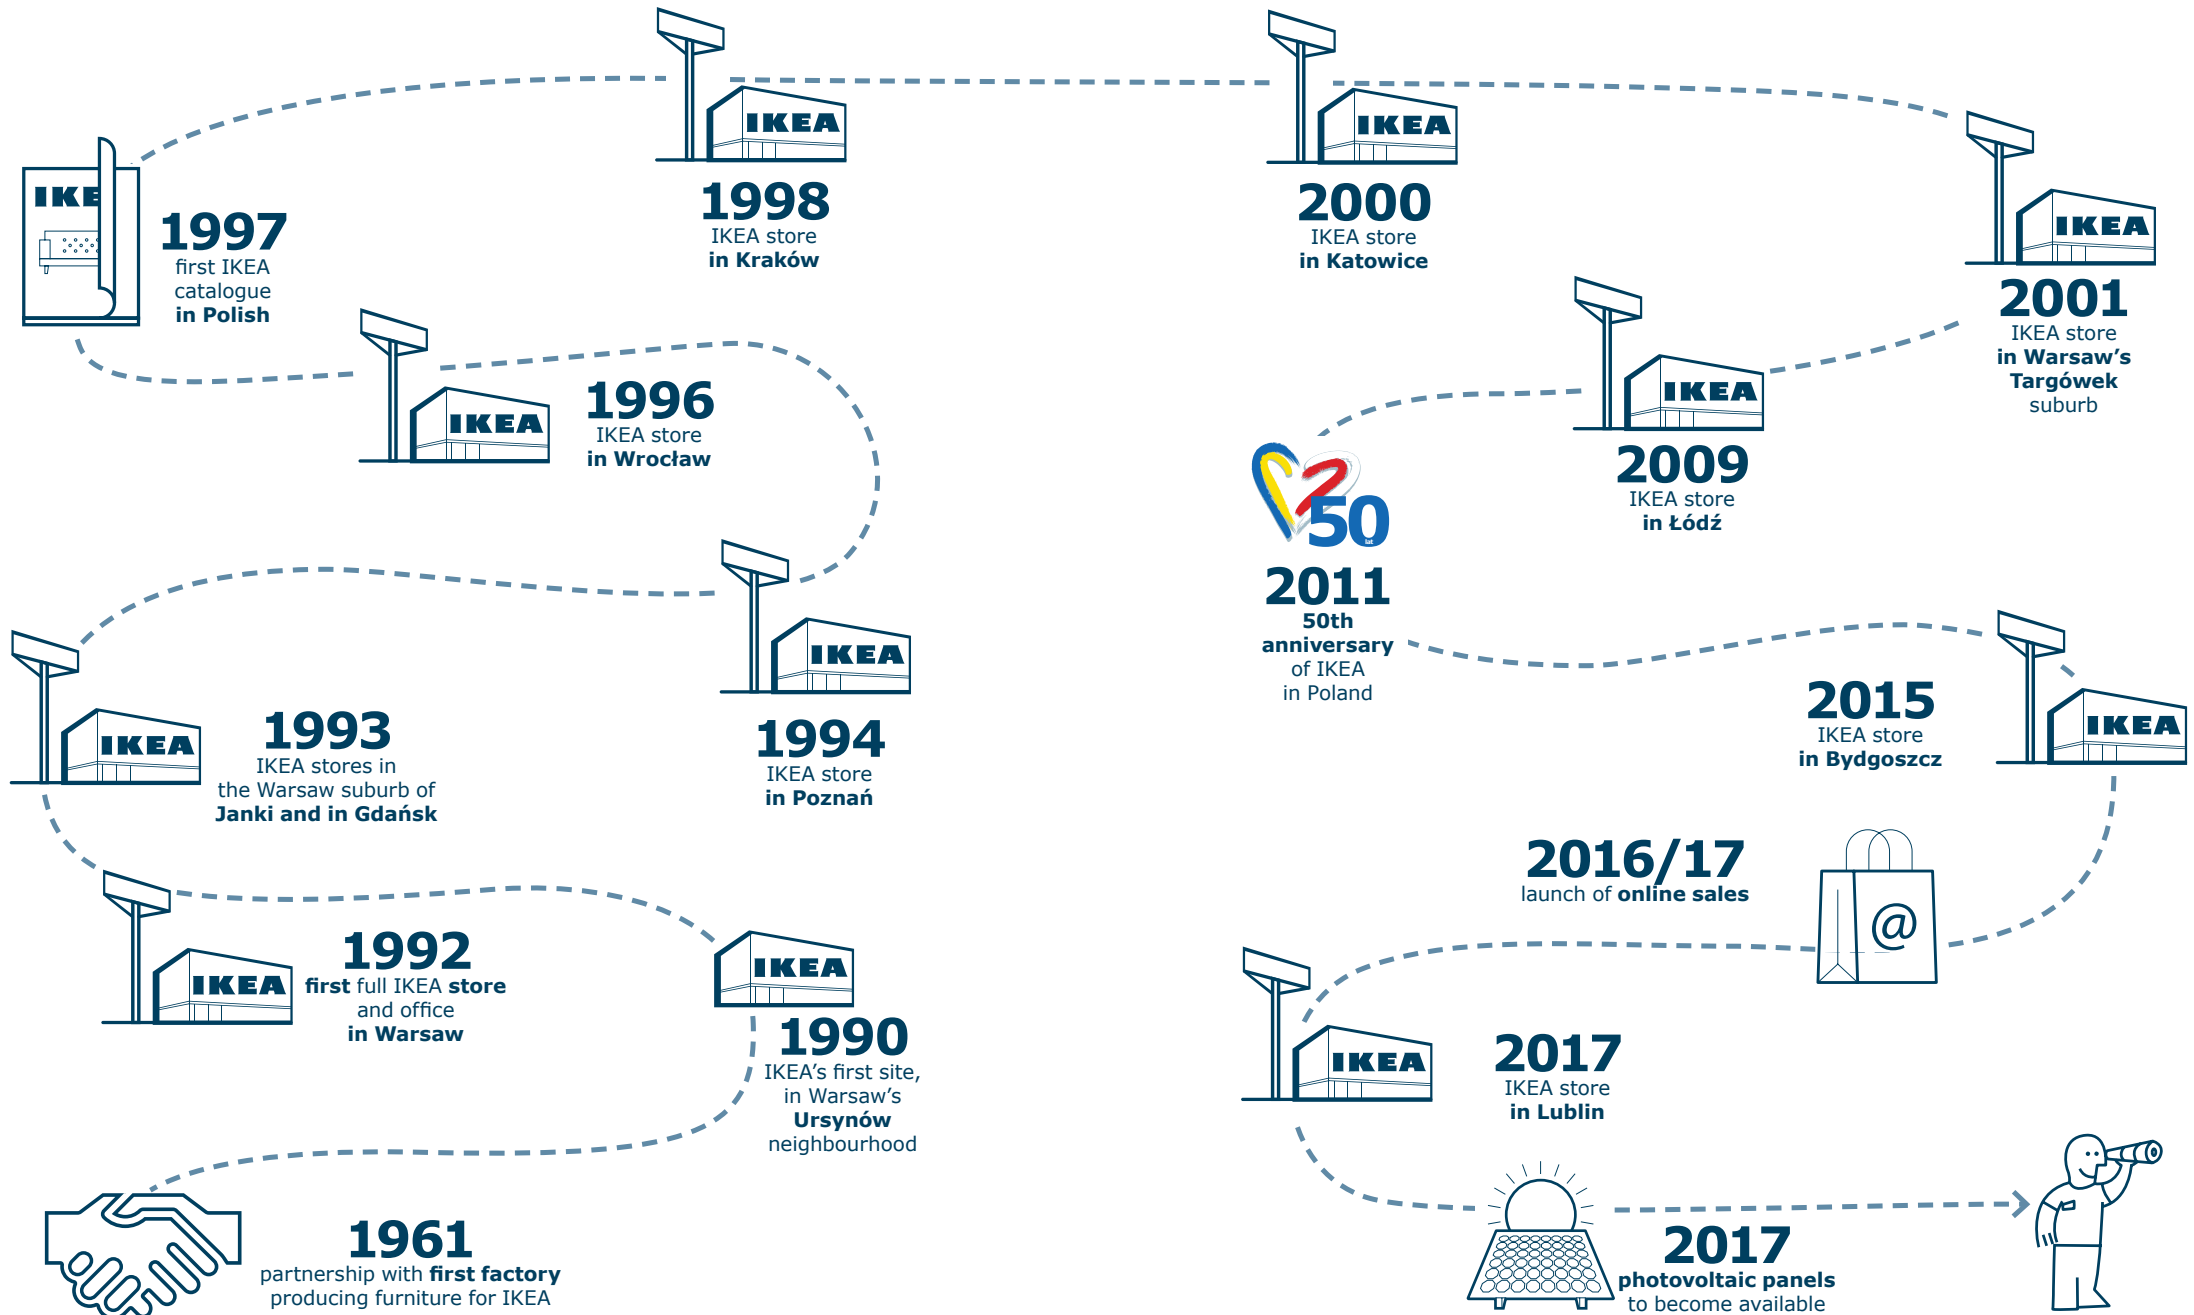 IKEA
1998
IKEA store
in Kraków
IKEA
2000
IKEA store
in Katowice
IKEA
2001
IKEA store
in Warsaw's
Targówek
suburb
IKE
1997
first IKEA
catalogue
in Polish
IKEA
1996
IKEA store
in Wrocław
IKEA
2009
IKEA store
in Łódź
50
lat
2011
50th
anniversary
of IKEA
in Poland
IKEA
1993
IKEA stores in
the Warsaw suburb of
Janki and in Gdańsk
IKEA
1994
IKEA store
in Poznań
2015
IKEA store
in Bydgoszcz
IKEA
2016/17
launch of online sales
@
IKEA
1992
first full IKEA store
and office
in Warsaw
IKEA
1990
IKEA's first site,
in Warsaw's
Ursynów
neighbourhood
IKEA
2017
IKEA store
in Lublin
1961
partnership with first factory
producing furniture for IKEA
2017
photovoltaic panels
to become available